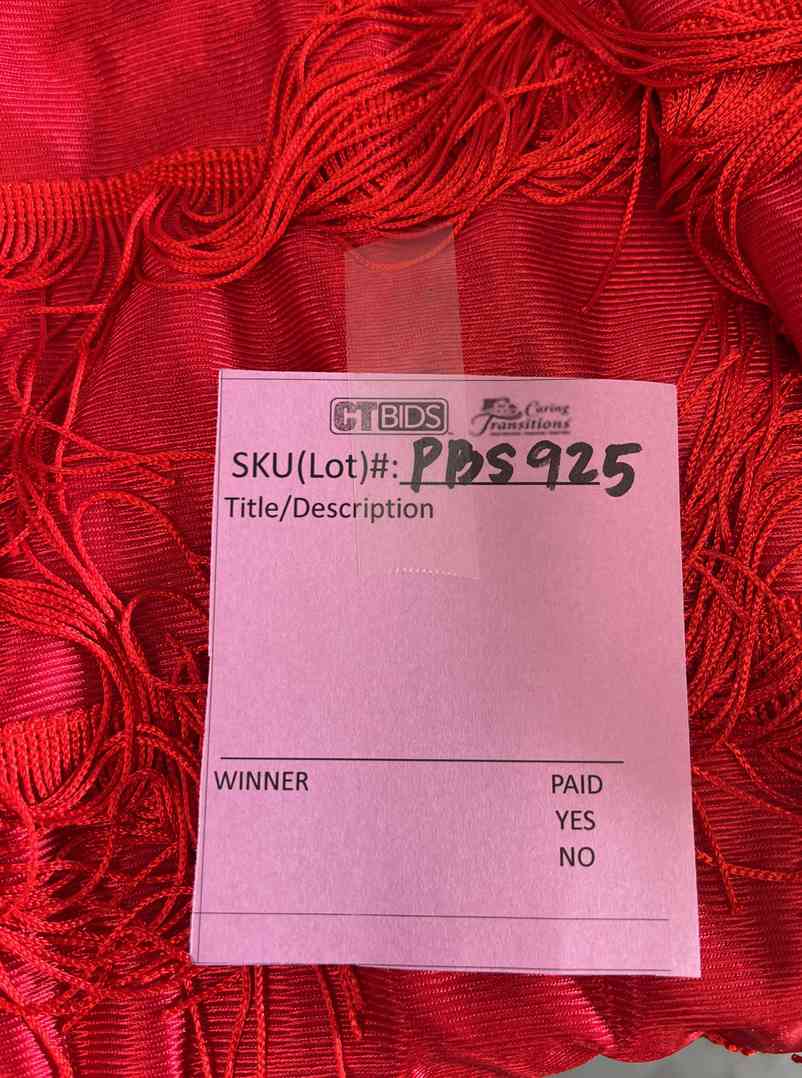 CTBIDS Caring Transitions
SKU(Lot)#: PBS925
Title/Description
WINNER PAID
YES
NO